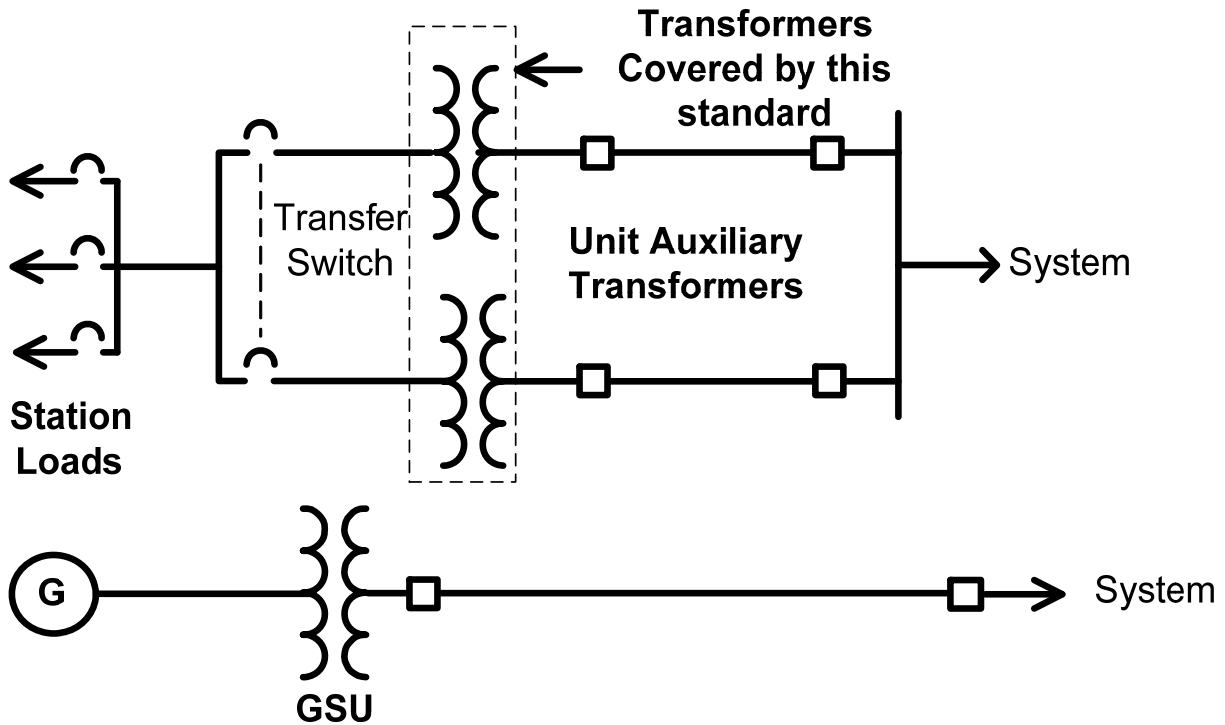 Transformers
Covered by this
standard
Transfer
Switch
Unit Auxiliary
Transformers
System
Station
Loads
G
System
GSU